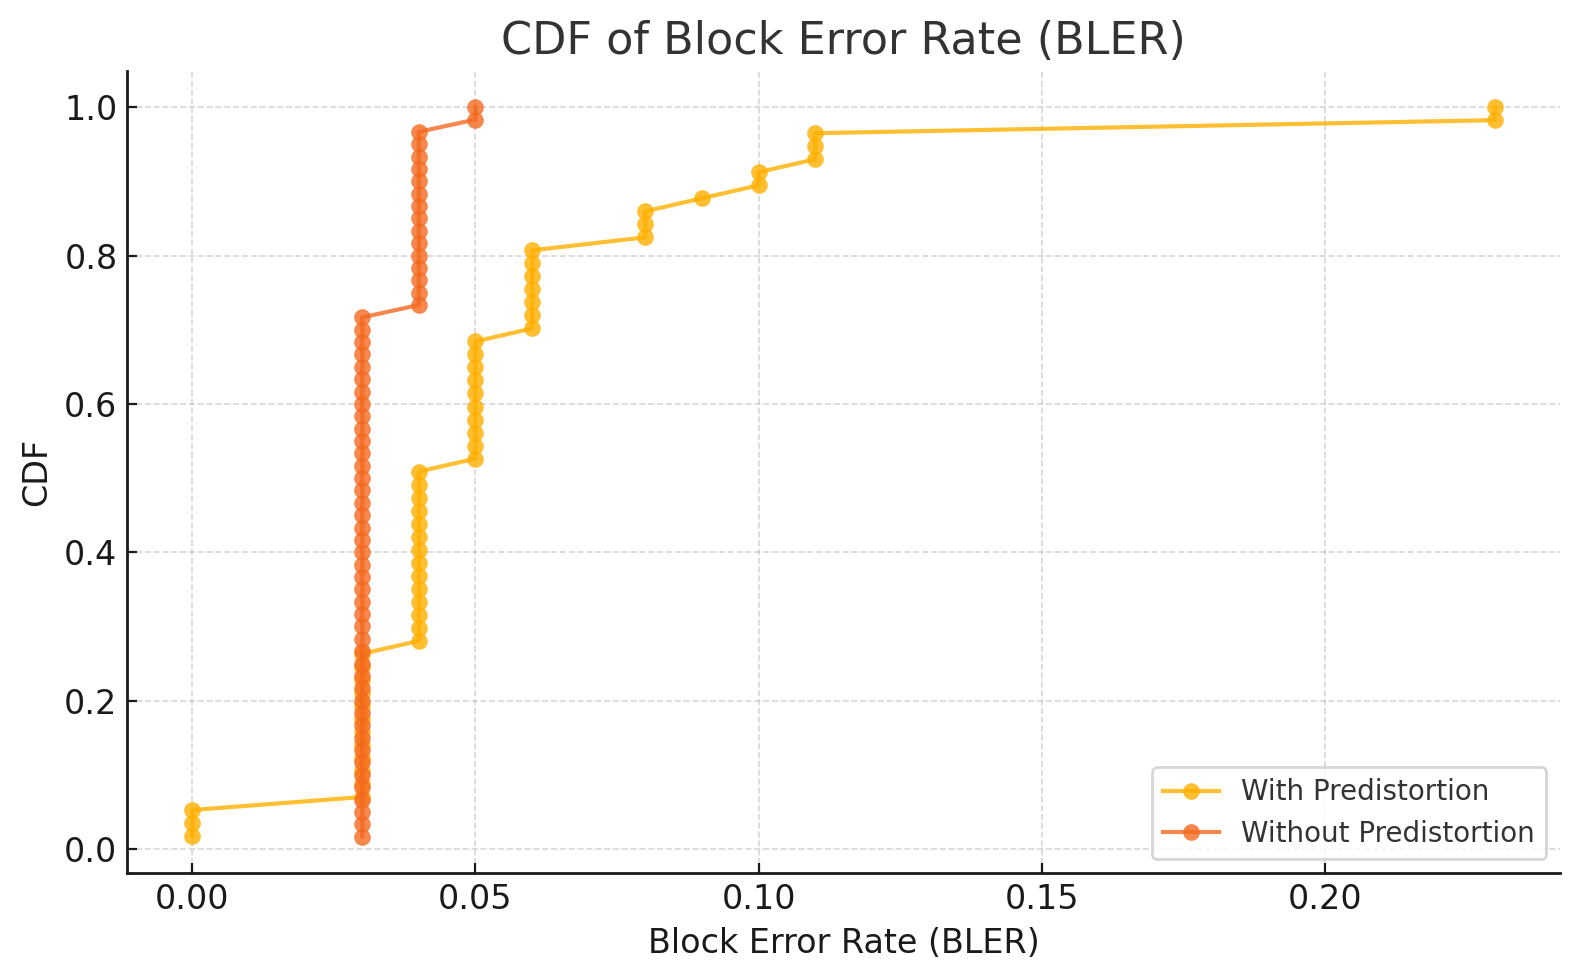 CDF of Block Error Rate (BLER)
1.0
0.8
0.6
0.4
0.2
0.0
CDF
0.00 0.05 0.10 0.15 0.20
Block Error Rate (BLER)
With Predistortion
Without Predistortion